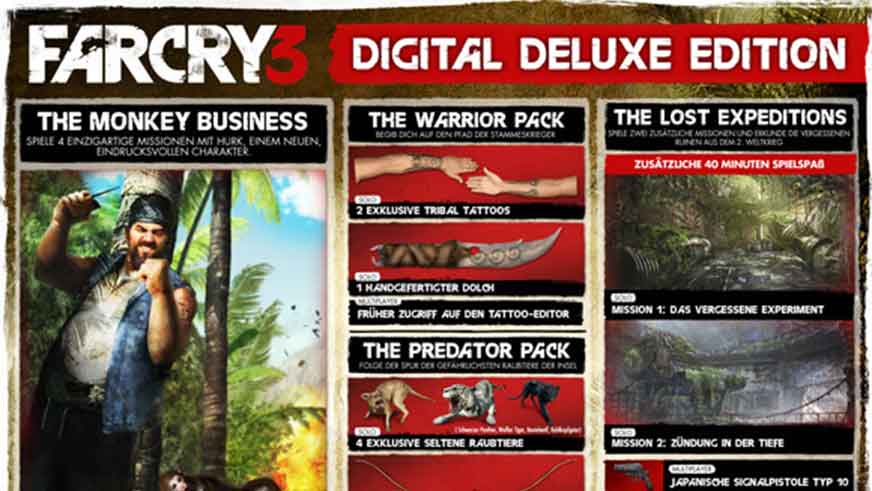 FARCRY3
DIGITAL DELUXE EDITION
THE MONKEY BUSINESS
SPIELE 4 EINZIGARTIGE MISSIONEN MIT HURK, EINEM NEUEN,
EINDRUCKSVOLLEN CHARAKTER.
THE WARRIOR PACK
BEGIB DICH AUF DEN PFAD DER STAMMESKRIEGER
SOLO
2 EXKLUSIVE TRIBAL TATTOOS
SOLO
1 HANDGEFERTIGTER DOLCH
MULTIPLAYER
FRÜHER ZUGRIFF AUF DEN TATTOO-EDITOR
THE PREDATOR PACK
FOLGE DER SPUR DER GEFÄHRLICHSTEN RAUBTIERE DER INSEL
SOLO
(Schwarzer Panther, Weißer Tiger,
4 EXKLUSIVE SELTENE RAUBTIERE
THE LOST EXPEDITIONS
SPIELE ZWEI ZUSÄTZLICHE MISSIONEN UND ERKUNDE DIE VERGESSENEN
RUINEN AUS DEM 2. WELTKRIEG
ZUSÄTZLICHE 40 MINUTEN SPIELSPAß
SOLO
MISSION 1: DAS VERGESSENE EXPERIMENT
SOLO
MISSION 2: ZÜNDUNG IN DER TIEFE
MULTIPLAYER
JAPANISCHE SIGNALPISTOLE TYP 10